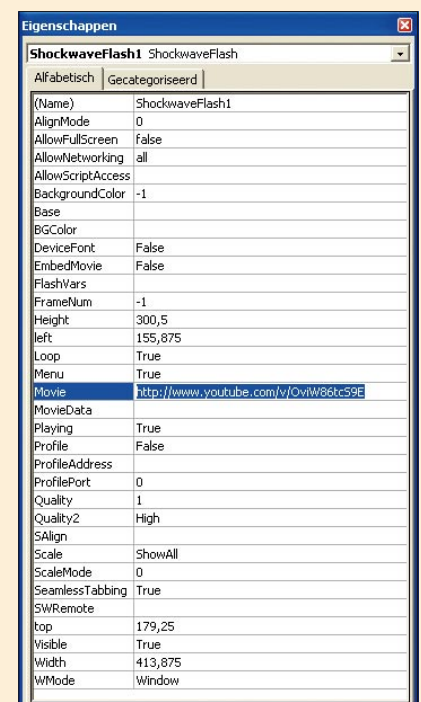 Eigenschappen
ShockwaveFlash1 ShockwaveFlash
Alfabetisch Gecategoriseerd
(Name) ShockwaveFlash1
AlignMode 0
AllowFullScreen false
AllowNetworking all
AllowScriptAccess
BackgroundColor -1
Base
BGColor
DeviceFont False
EmbedMovie False
FlashVars
FrameNum -1
Height 300,5
left 155,875
Loop True
Menu True
Movie http://www.youtube.com/v/OviW86tcS9E
MovieData
Playing True
Profile False
ProfileAddress
ProfilePort 0
Quality 1
Quality2 High
SAlign
Scale ShowAll
ScaleMode 0
SeamlessTabbing True
SWRemote
top 179,25
Visible True
Width 413,875
WMode Window